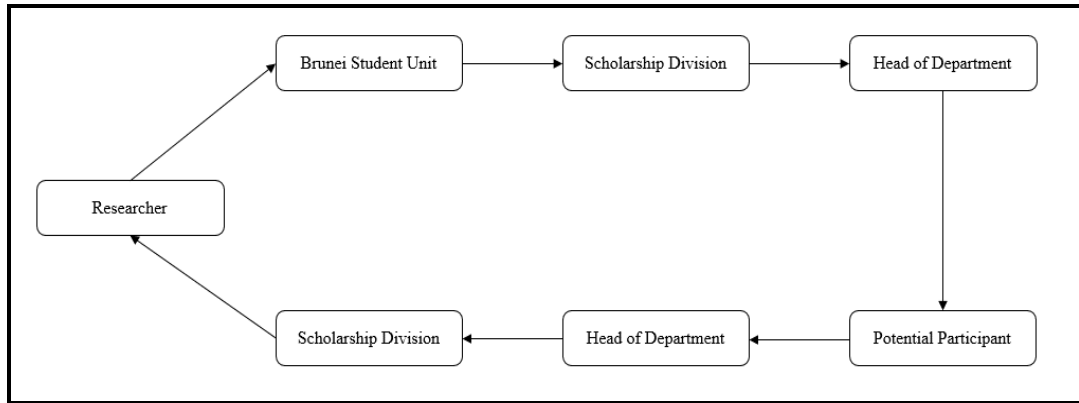 Brunei Student Unit
Scholarship Division
Head of Department
Researcher
Scholarship Division
Head of Department
Potential Participant